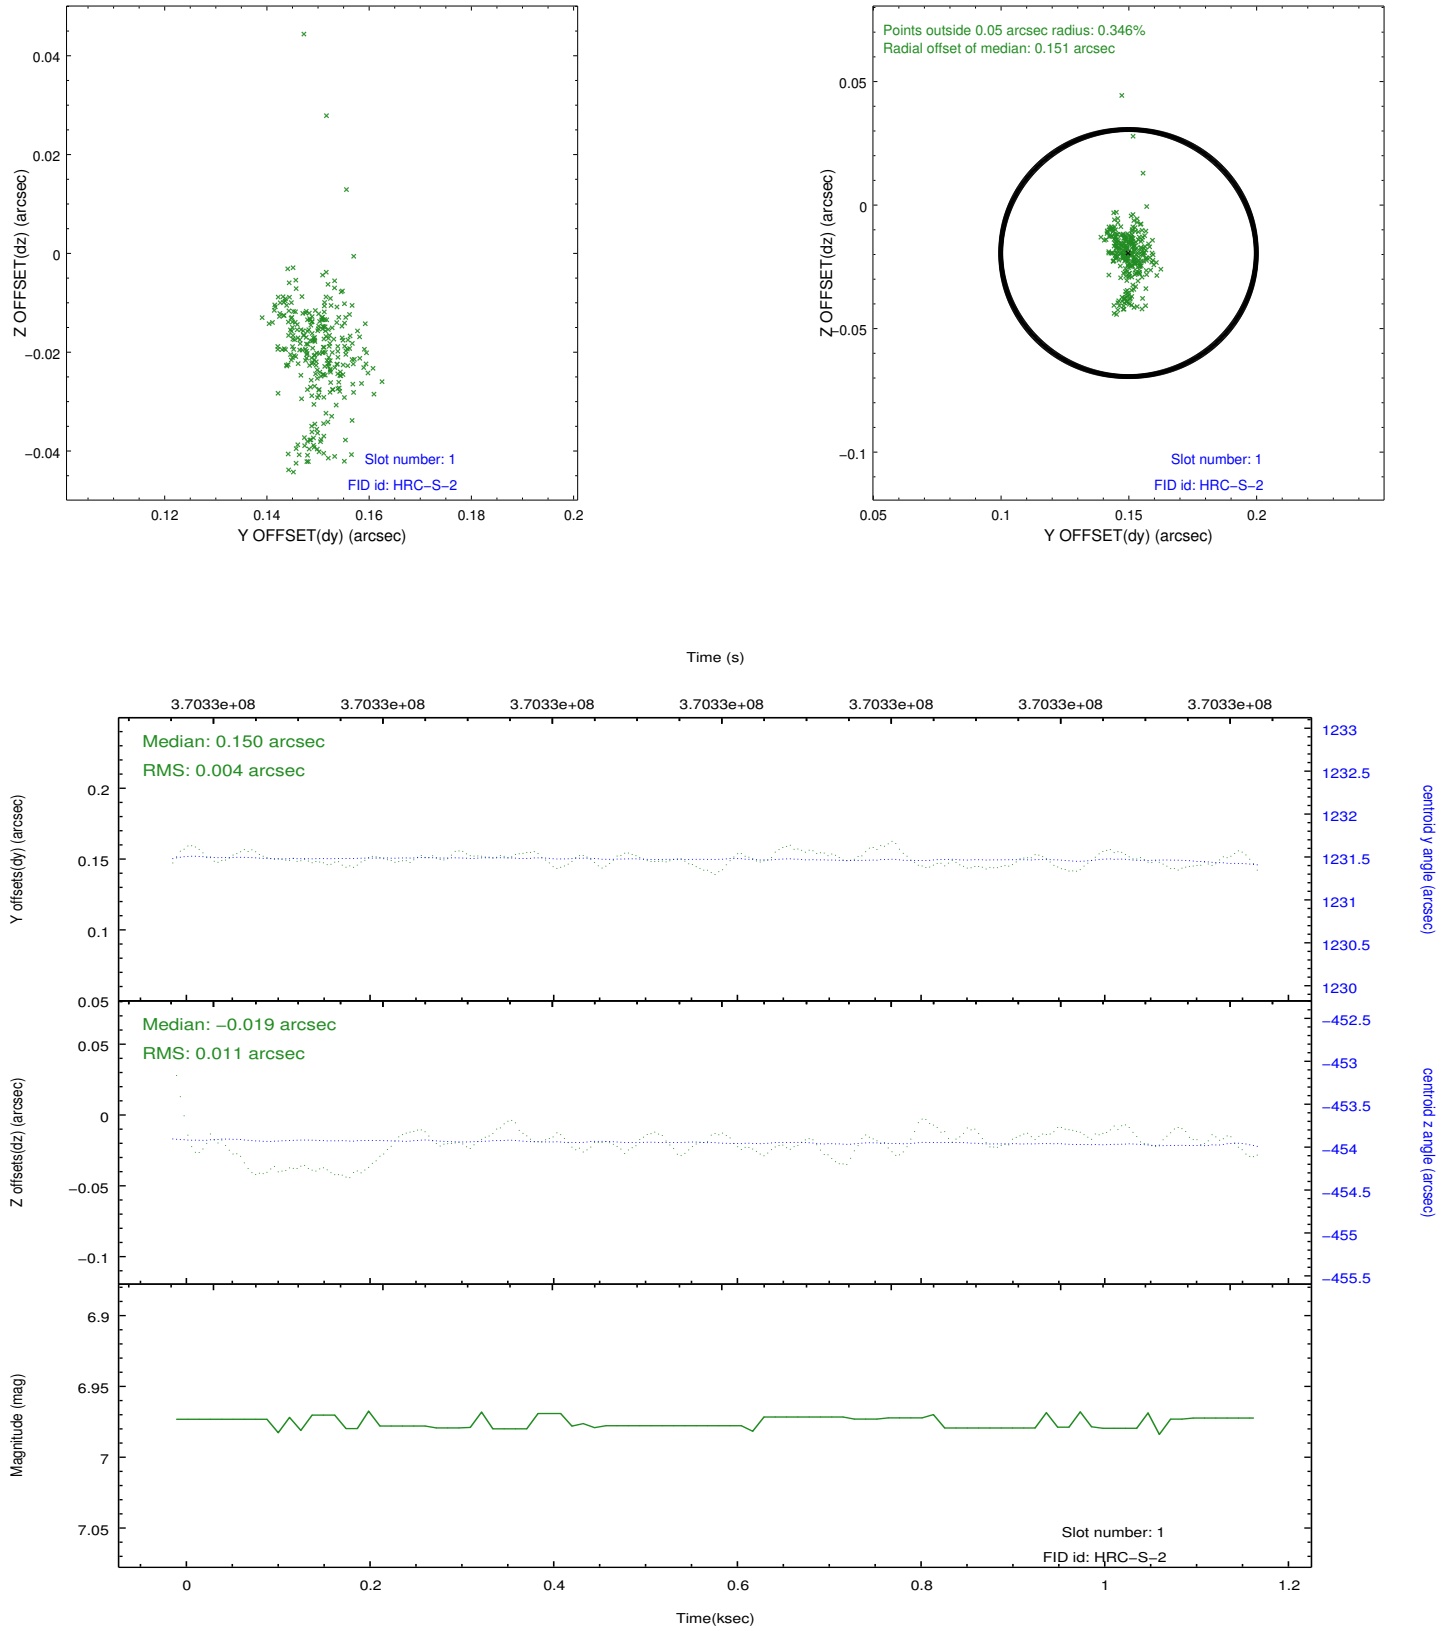 0.04
0.02
0
−0.02
−0.04
Z OFFSET(dz) (arcsec)
Slot number: 1
FID id: HRC−S−2
0.12
0.14
0.16
0.18
0.2
Y OFFSET(dy) (arcsec)
Points outside 0.05 arcsec radius: 0.346%
Radial offset of median: 0.151 arcsec
0.05
0
−0.05
−0.1
Z OFFSET(dz) (arcsec)
Slot number: 1
FID id: HRC−S−2
0.05
0.1
0.15
0.2
Y OFFSET(dy) (arcsec)
Time (s)
3.7033e+08 3.7033e+08 3.7033e+08 3.7033e+08 3.7033e+08 3.7033e+08 3.7033e+08
Median: 0.150 arcsec
RMS: 0.004 arcsec
0.2
0.15
0.1
0.05
Y offsets(dy) (arcsec)
1233
1232.5
1232
1231.5
1231
1230.5
1230
centroid y angle (arcsec)
Median: −0.019 arcsec
RMS: 0.011 arcsec
0.05
0
−0.05
−0.1
Z offsets(dz) (arcsec)
−452.5
−453
−453.5
−454
−454.5
−455
−455.5
centroid z angle (arcsec)
6.9
6.95
7
7.05
Magnitude (mag)
Slot number: 1
FID id: HRC−S−2
0 0.2 0.4 0.6 0.8 1 1.2
Time(ksec)